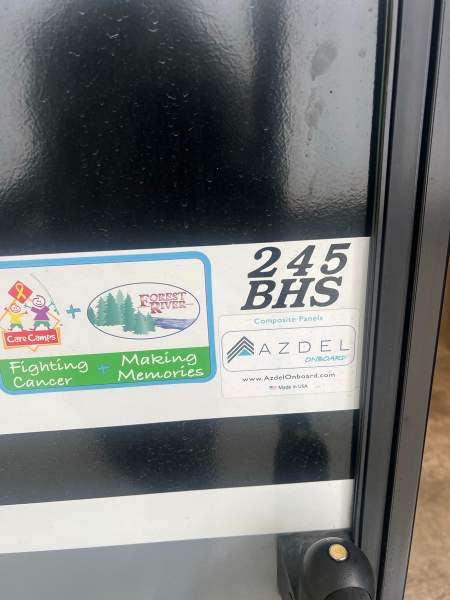 245
BHS
Care Camps
+
FOREST
RIVER
Fighting
Cancer
+
Making
Memories
Composite Panels
AZDEL
ONBOARD
www.AzdelOnboard.com
Made in USA